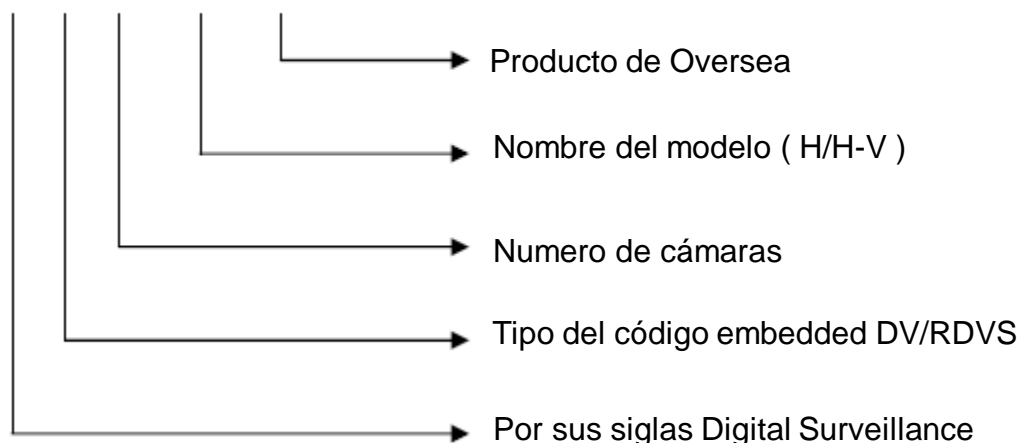 Producto de Oversea
Nombre del modelo ( H/H-V )
Numero de cámaras
Tipo del código embedded DV/RDVS
Por sus siglas Digital Surveillance